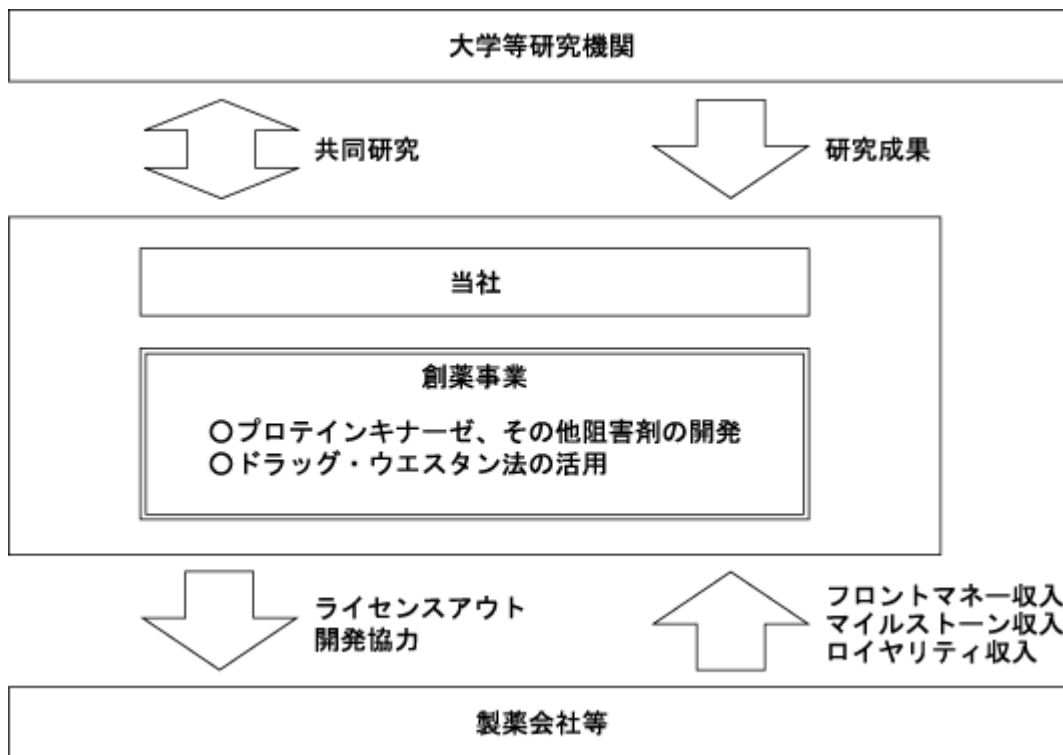 大学等研究機関
共同研究
研究成果
当社
創薬事業
○プロテインキナーゼ、その他阻害剤の開発
○ドラッグ・ウエスタン法の活用
ライセンスアウト
開発協力
フロントマネー収入
マイルストーン収入
ロイヤリティ収入
製薬会社等